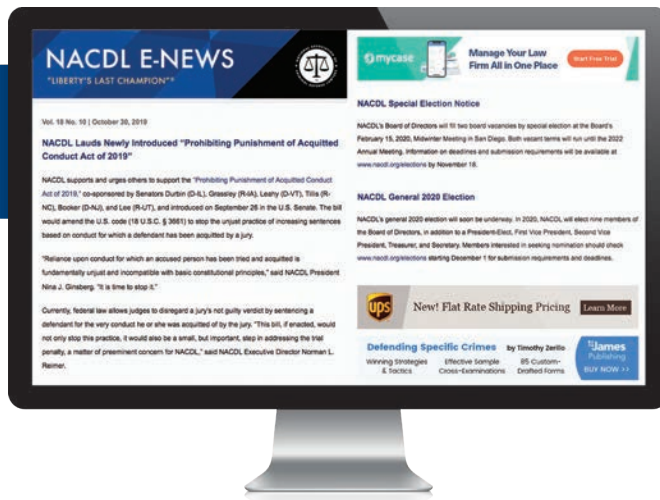 NACDL E-NEWS
"LIBERTY'S LAST CHAMPION"
Vol. 18 No. 10 | October 30, 2019
NACDL Lauds Newly Introduced "Prohibiting Punishment of Acquitted
Conduct Act of 2019"
NACDL supports and urges others to support the "Prohibiting Punishment of Acquitted
Conduct Act of 2019," co-sponsored by Senators Durbin (D-IL), Grassley (R-IA), Leahy (D-VT), Tillis (R-
NC), Booker (D-NJ), and Lee (R-UT), and introduced on September 26 in the U.S. Senate. The bill
would amend the U.S. code (18 U.S.C. § 3661) to stop the unjust practice of increasing sentences
based on conduct for which a defendant has been acquitted by a jury.
"Reliance upon conduct for which an accused person has been tried and acquitted is
fundamentally unjust and incompatible with basic constitutional principles," said NACDL President
Nina J. Ginsberg. "It is time to stop it."
Currently, federal law allows judges to disregard a jury's not guilty verdict by sentencing a
defendant for the very conduct he or she was acquitted of by the jury. "This bill, if enacted, would
not only stop this practice, it would also be a small, but important, step in addressing the trial
penalty, a matter of preeminent concern for NACDL," said NACDL Executive Director Norman L.
Reimer.
mycase
Manage Your Law
Firm All in One Place
Start Free Trial
NACDL Special Election Notice
NACDL's Board of Directors will fill two board vacancies by special election at the Board's
February 15, 2020, Midwinter Meeting in San Diego. Both vacant terms will run until the 2022
Annual Meeting. Information on deadlines and submission requirements will be available at
www.nacdl.org/elections by November 18.
NACDL General 2020 Election
NACDL's general 2020 election will soon be underway. In 2020, NACDL will elect nine members of
the Board of Directors, in addition to a President-Elect, First Vice President, Second Vice
President, Treasurer, and Secretary. Members interested in seeking nomination should check
www.nacdl.org/elections starting December 1 for submission requirements and deadlines.
ups
New! Flat Rate Shipping Pricing
Learn More
Defending Specific Crimes by Timothy Zerillo
Winning Strategies
& Tactics
Effective Sample
Cross-Examinations
85 Custom-
Drafted Forms
James
Publishing
BUY NOW >>